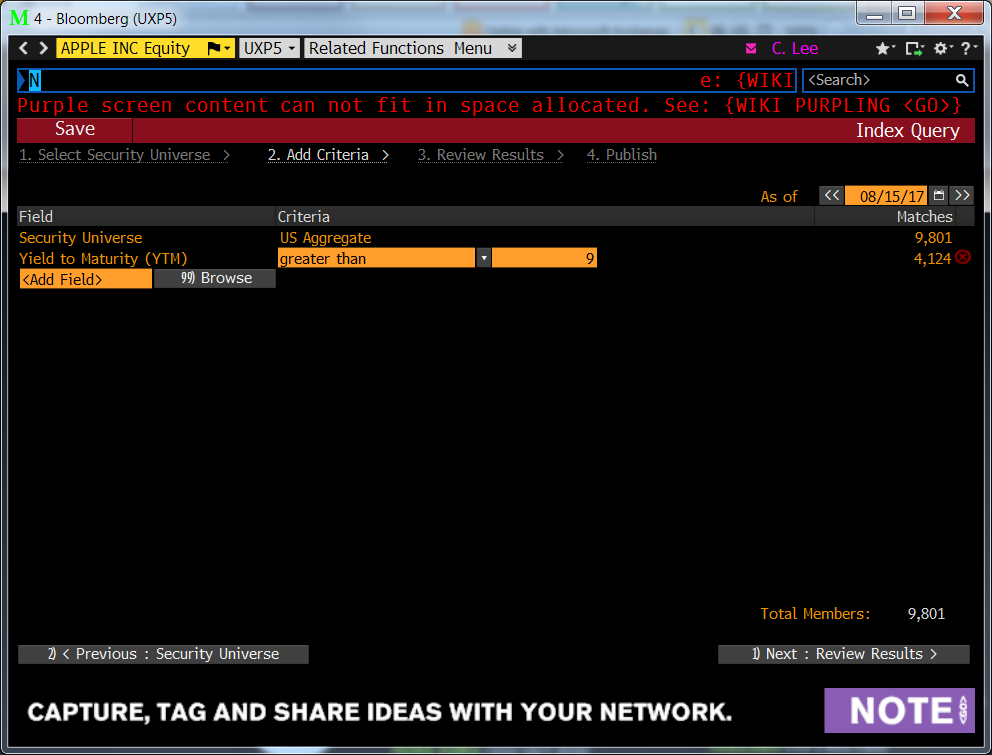 M 4 - Bloomberg (UXP5)
APPLE INC Equity UXP5 Related Functions Menu C. Lee ?
N e: {WIKI <Search>
Purple screen content can not fit in space allocated. See: {WIKI PURPLING <GO>}
Save Index Query
1. Select Security Universe > 2. Add Criteria > 3. Review Results > 4. Publish
As of << 08/15/17 >>
Field Criteria Matches
Security Universe US Aggregate 9,801
Yield to Maturity (YTM) greater than 9 4,124
<Add Field> 99) Browse
Total Members: 9,801
2) < Previous : Security Universe 1) Next : Review Results >
CAPTURE, TAG AND SHARE IDEAS WITH YOUR NETWORK. NOTE <GO>